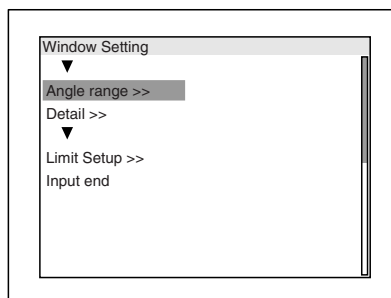 Window Setting
▼
Angle range >>
Detail >>
▼
Limit Setup >>
Input end